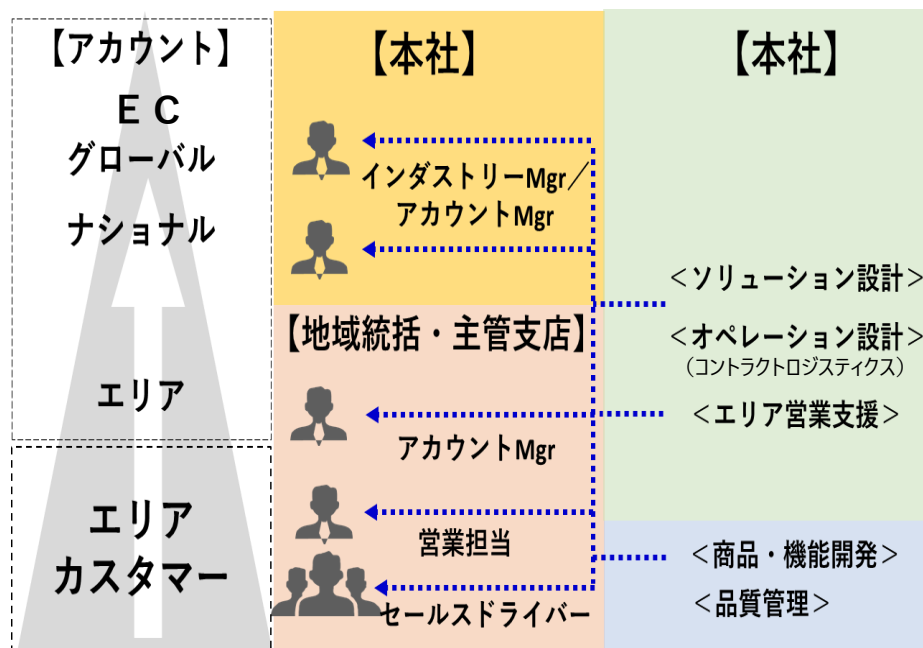 【アカウント】
ＥＣ
グローバル
ナショナル
エリア
エリア
カスタマー
【本社】
インダストリーMgr／
アカウントMgr
【地域統括・主管支店】
アカウントMgr
営業担当
セールスドライバー
【本社】
＜ソリューション設計＞
＜オペレーション設計＞
（コントラクトロジスティクス）
＜エリア営業支援＞
＜商品・機能開発＞
＜品質管理＞